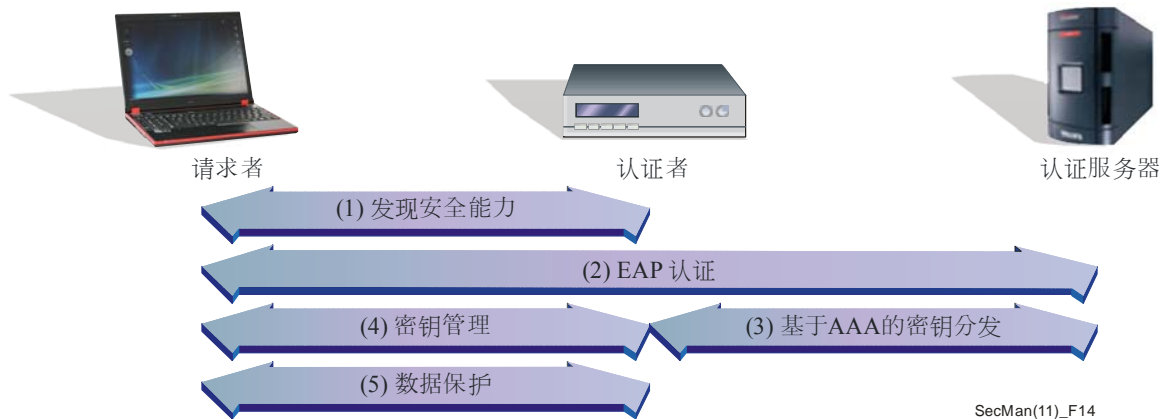 请求者
认证者
认证服务器
(1) 发现安全能力
(2) EAP 认证
(4) 密钥管理
(3) 基于AAA的密钥分发
(5) 数据保护
SecMan(11)_F14